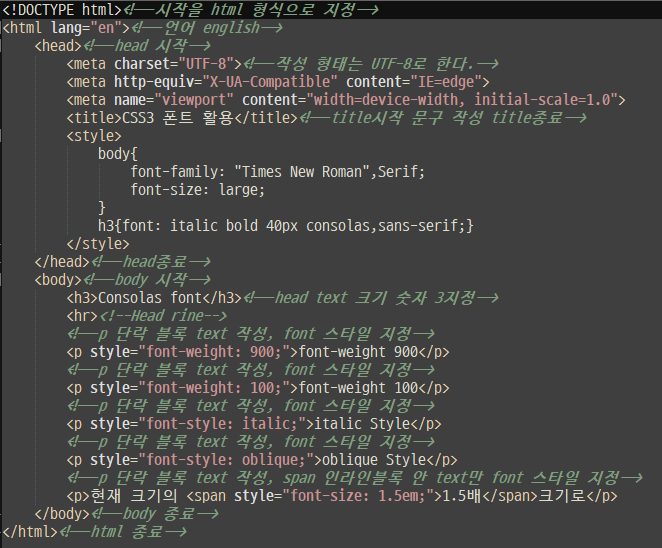 <!DOCTYPE html><!--시작을 html 형식으로 지정-->
<html lang="en"><!--언어 english-->
<head><!--head 시작-->
<meta charset="UTF-8"><!--작성 형태는 UTF-8로 한다.-->
<meta http-equiv="X-UA-Compatible" content="IE=edge">
<meta name="viewport" content="width=device-width, initial-scale=1.0">
<title>CSS3 폰트 활용</title><!--title시작 문구 작성 title종료-->
<style>
body{
font-family: "Times New Roman",Serif;
font-size: large;
}
h3{font: italic bold 40px consolas,sans-serif;}
</style>
</head><!--head종료-->
<body><!--body 시작-->
<h3>Consolas font</h3><!--head text 크기 숫자 3지정-->
<hr><!--Head rine-->
<!--p 단락 블록 text 작성, font 스타일 지정-->
<p style="font-weight: 900;">font-weight 900</p>
<!--p 단락 블록 text 작성, font 스타일 지정-->
<p style="font-weight: 100;">font-weight 100</p>
<!--p 단락 블록 text 작성, font 스타일 지정-->
<p style="font-style: italic;">italic Style</p>
<!--p 단락 블록 text 작성, font 스타일 지정-->
<p style="font-style: oblique;">oblique Style</p>
<!--p 단락 블록 text 작성, span 인라인블록 안 text만 font 스타일 지정-->
<p>현재 크기의 <span style="font-size: 1.5em;">1.5배</span>크기로</p>
</body><!--body 종료-->
</html><!--html 종료-->